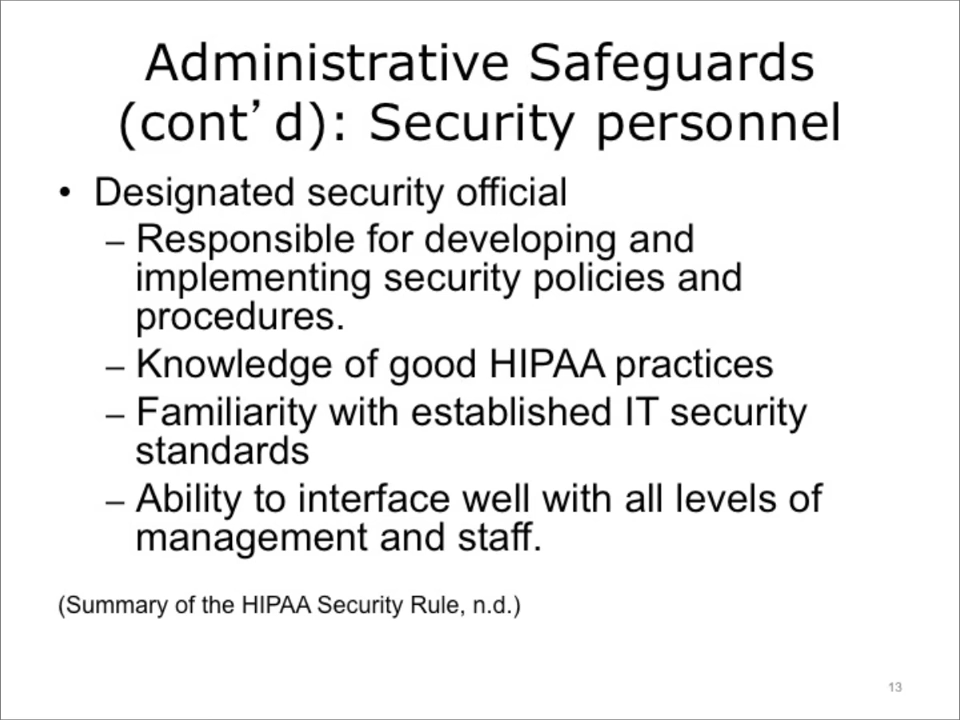 Administrative Safeguards
(cont’d): Security personnel
• Designated security official
– Responsible for developing and
implementing security policies and
procedures.
– Knowledge of good HIPAA practices
– Familiarity with established IT security
standards
– Ability to interface well with all levels of
management and staff.
(Summary of the HIPAA Security Rule, n.d.)
13